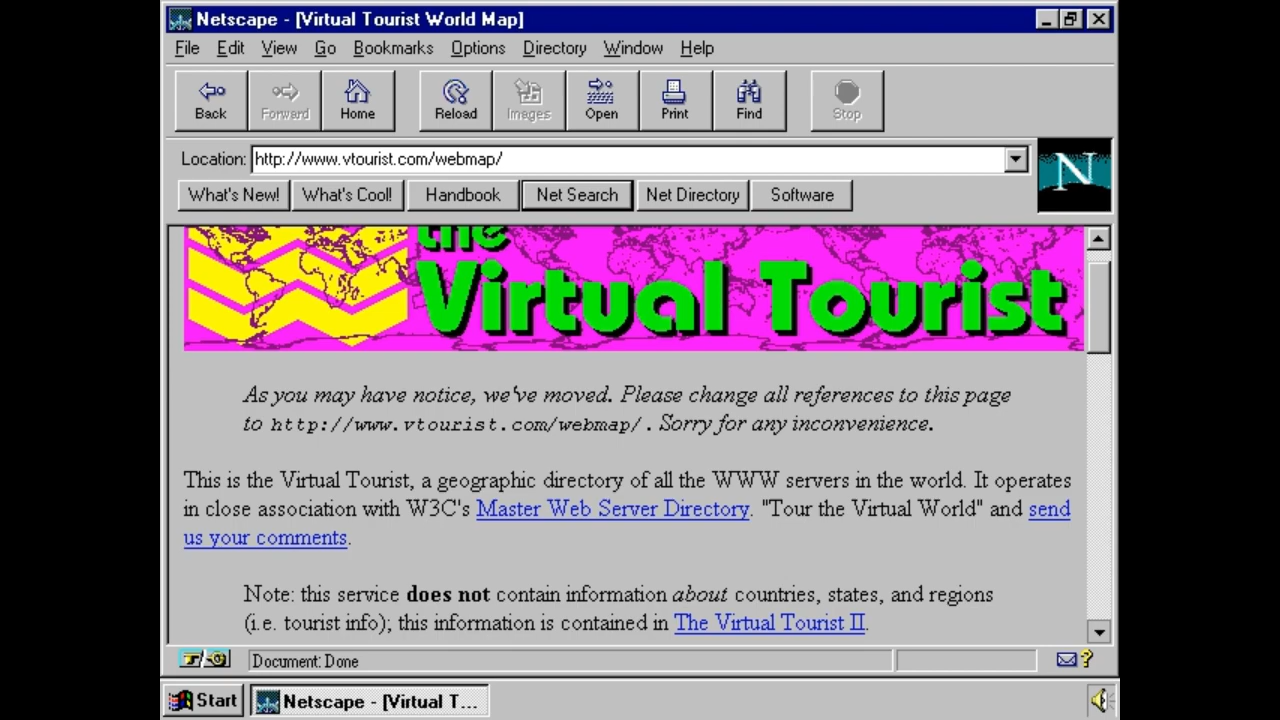 Netscape - [Virtual Tourist World Map]
File Edit View Go Bookmarks Options Directory Window Help
Back Forward Home Reload Images Open Print Find Stop
Location: http://www.vtourist.com/webmap/
N
What's New! What's Cool! Handbook Net Search Net Directory Software
the
Virtual Tourist
As you may have notice, we've moved. Please change all references to this page
to http://www.vtourist.com/webmap/. Sorry for any inconvenience.
This is the Virtual Tourist, a geographic directory of all the WWW servers in the world. It operates
in close association with W3C's Master Web Server Directory. "Tour the Virtual World" and send
us your comments.
Note: this service does not contain information about countries, states, and regions
(i.e. tourist info); this information is contained in The Virtual Tourist II.
Document: Done
?
Start Netscape - [Virtual T...